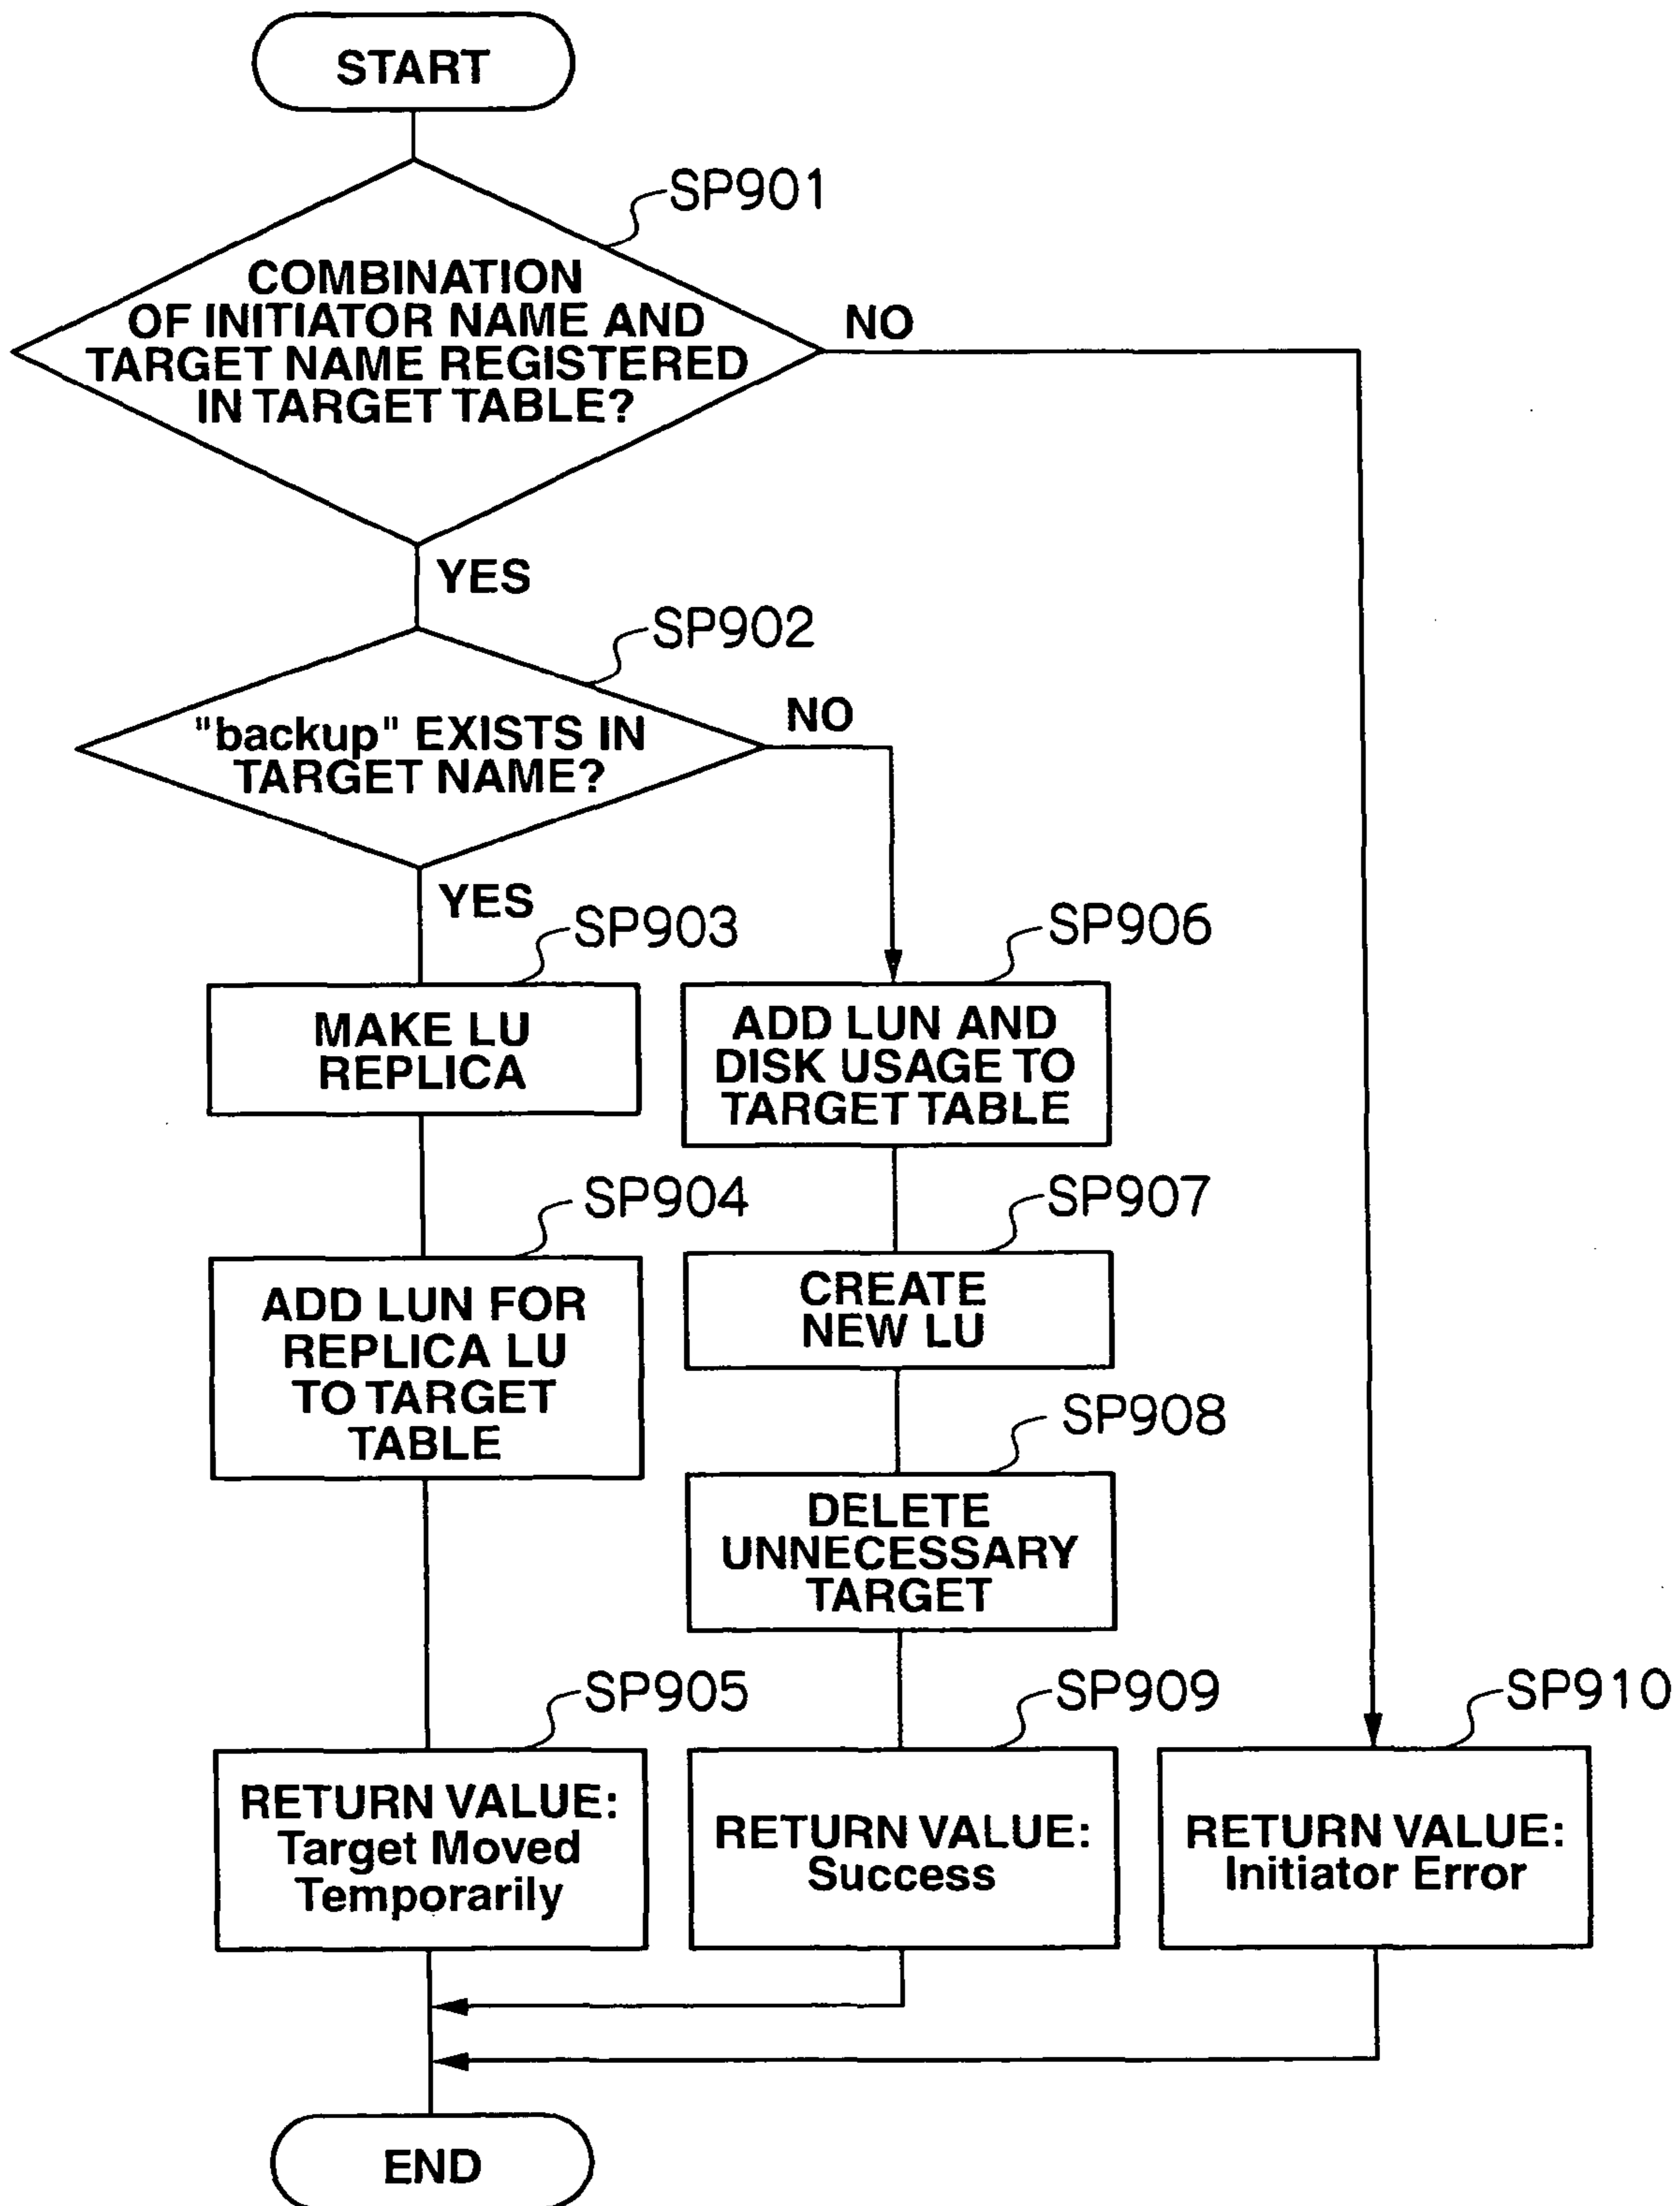 START
SP901
COMBINATION
OF INITIATOR NAME AND
TARGET NAME REGISTERED
IN TARGET TABLE?
NO
YES
SP902
"backup" EXISTS IN
TARGET NAME?
NO
YES
SP903
MAKE LU
REPLICA
SP906
ADD LUN AND
DISK USAGE TO
TARGET TABLE
SP904
ADD LUN FOR
REPLICA LU
TO TARGET
TABLE
SP907
CREATE
NEW LU
SP908
DELETE
UNNECESSARY
TARGET
SP905
RETURN VALUE:
Target Moved
Temporarily
SP909
RETURN VALUE:
Success
SP910
RETURN VALUE:
Initiator Error
END